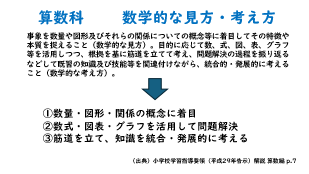 算数科　　数学的な見方・考え方
事象を数量や図形及びそれらの関係についての概念等に着目してその特徴や
本質を捉えること（数学的な見方）。目的に応じて数、式、図、表、グラフ
等を活用しつつ、根拠を基に筋道を立てて考え、問題解決の過程を振り返る
などして既習の知識及び技能等を関連付けながら、統合的・発展的に考える
こと（数学的な考え方）。
①数量・図形・関係の概念に着目
②数式・図表・グラフを活用して問題解決
③筋道を立て、知識を統合・発展的に考える
（出典）小学校学習指導要領（平成29年告示）解説 算数編 p.7